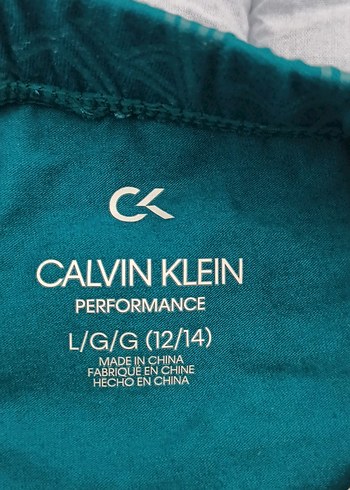 CK
CALVIN KLEIN
PERFORMANCE
L/G/G (12/14)
MADE IN CHINA
FABRIQUÉ EN CHINE
HECHO EN CHINA